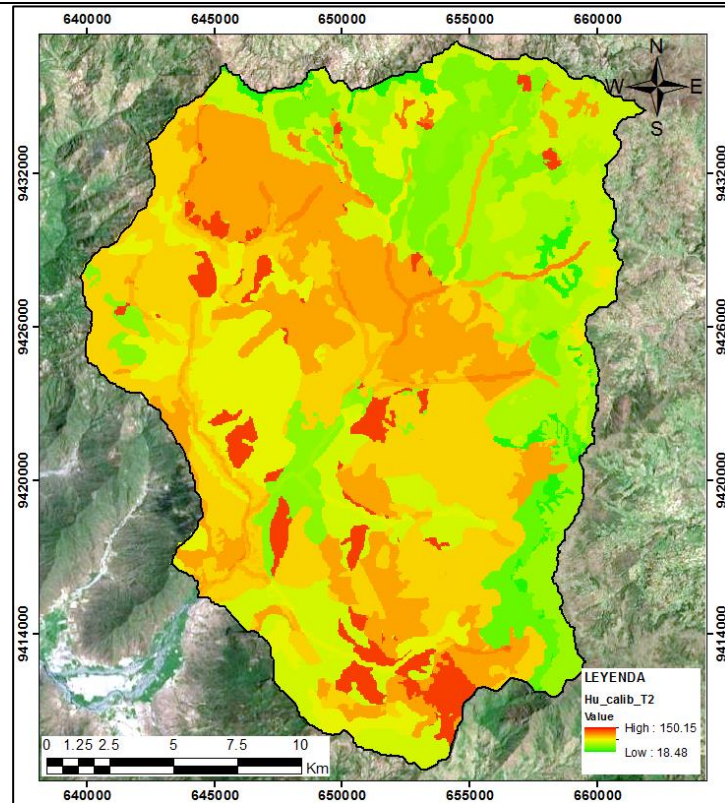 640000 645000 650000 655000 660000
N
W E
S
9432000 9432000
9426000 9426000
9420000 9420000
9414000 9414000
LEYENDA
Hu_calib_T2
Value
High : 150.15
Low : 18.48
0 1.25 2.5 5 7.5 10
Km
640000 645000 650000 655000 660000